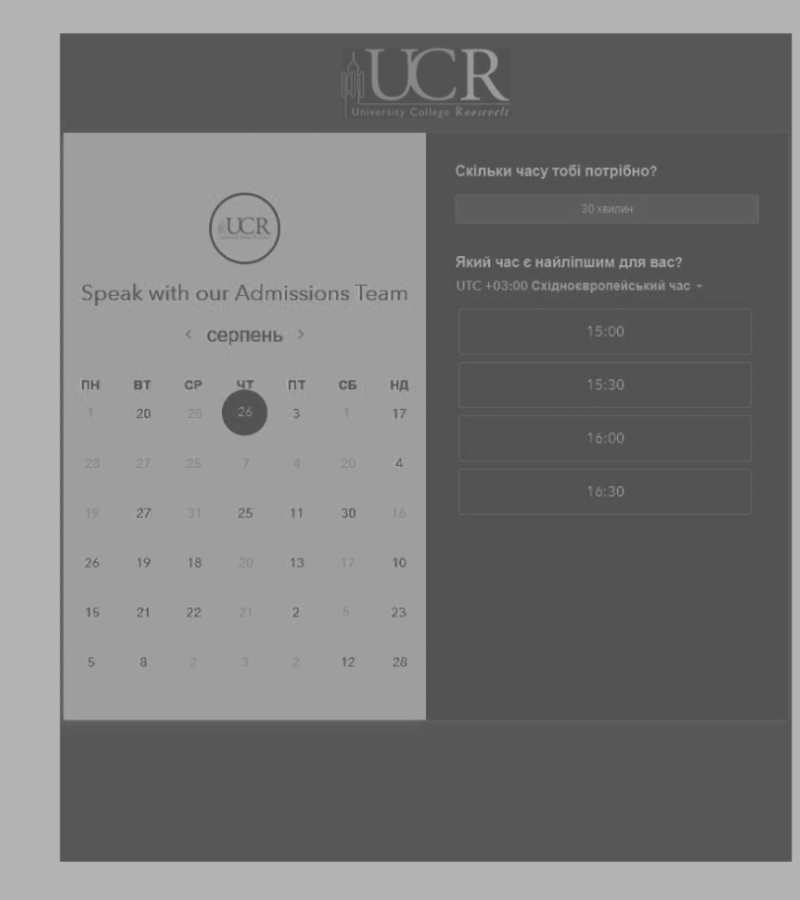 UCR
University College Roosevelt
UCR
Speak with our Admissions Team
серпень
ПН ВТ СР ЧТ ПТ СБ НД
1 20 28 26 3 1 17
28 27 25 7 4 20 4
19 27 31 25 11 30 16
26 19 18 20 13 17 10
15 21 22 21 2 5 23
5 8 2 3 2 12 28
Скільки часу тобі потрібно?
30 хвилин
Який час є найліпшим для вас?
UTC +03:00 Східноєвропейський час
15:00
15:30
16:00
16:30